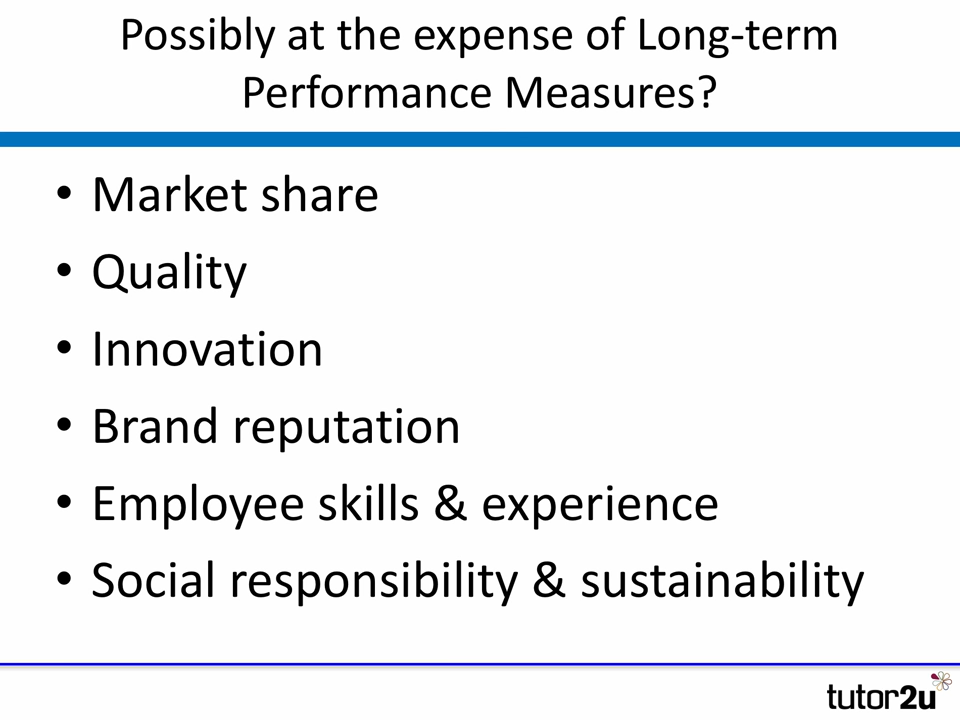 Possibly at the expense of Long-term
Performance Measures?
• Market share
• Quality
• Innovation
• Brand reputation
• Employee skills & experience
• Social responsibility & sustainability
tutor2u